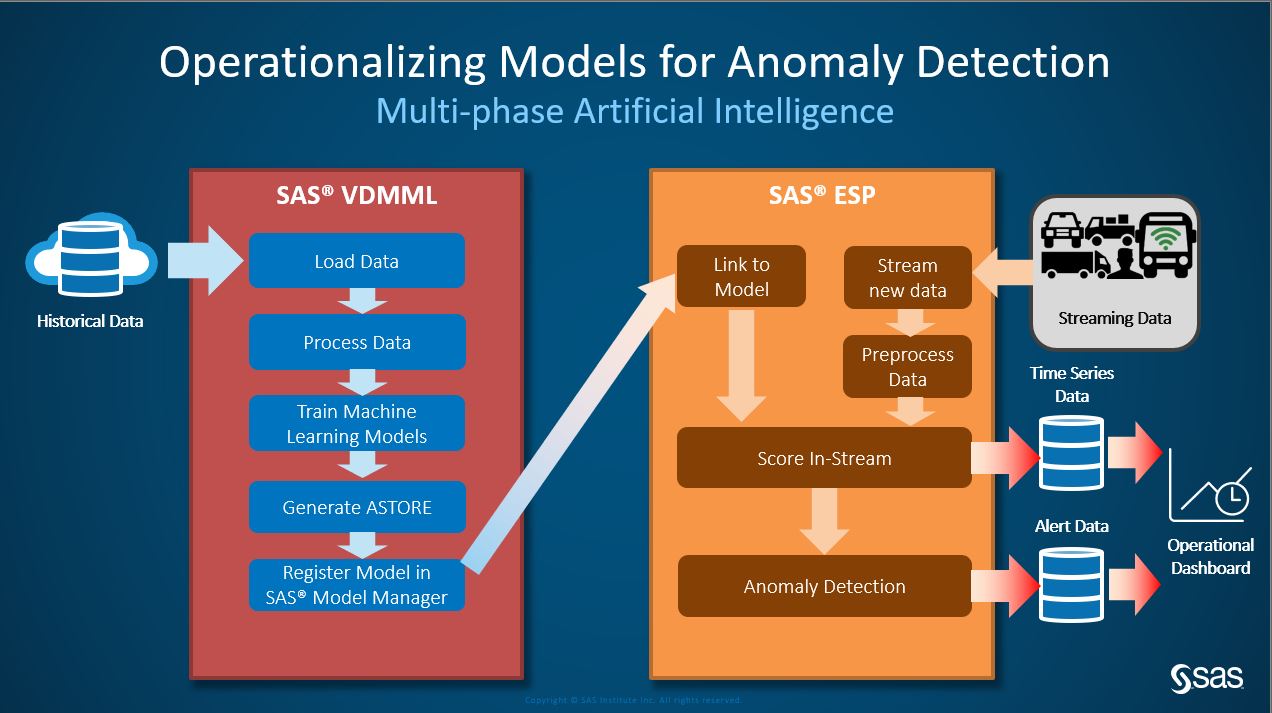 Operationalizing Models for Anomaly Detection
Multi-phase Artificial Intelligence
SAS® VDMML
Historical Data
Load Data
Process Data
Train Machine
Learning Models
Generate ASTORE
Register Model in
SAS® Model Manager
SAS® ESP
Link to
Model
Stream
new data
Preprocess
Data
Score In-Stream
Anomaly Detection
Streaming Data
Time Series
Data
Alert Data
Operational
Dashboard
sas
Copyright © SAS Institute Inc. All rights reserved.